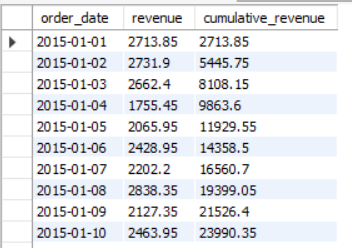 order_date revenue cumulative_revenue
2015-01-01 2713.85 2713.85
2015-01-02 2731.9 5445.75
2015-01-03 2662.4 8108.15
2015-01-04 1755.45 9863.6
2015-01-05 2065.95 11929.55
2015-01-06 2428.95 14358.5
2015-01-07 2202.2 16560.7
2015-01-08 2838.35 19399.05
2015-01-09 2127.35 21526.4
2015-01-10 2463.95 23990.35